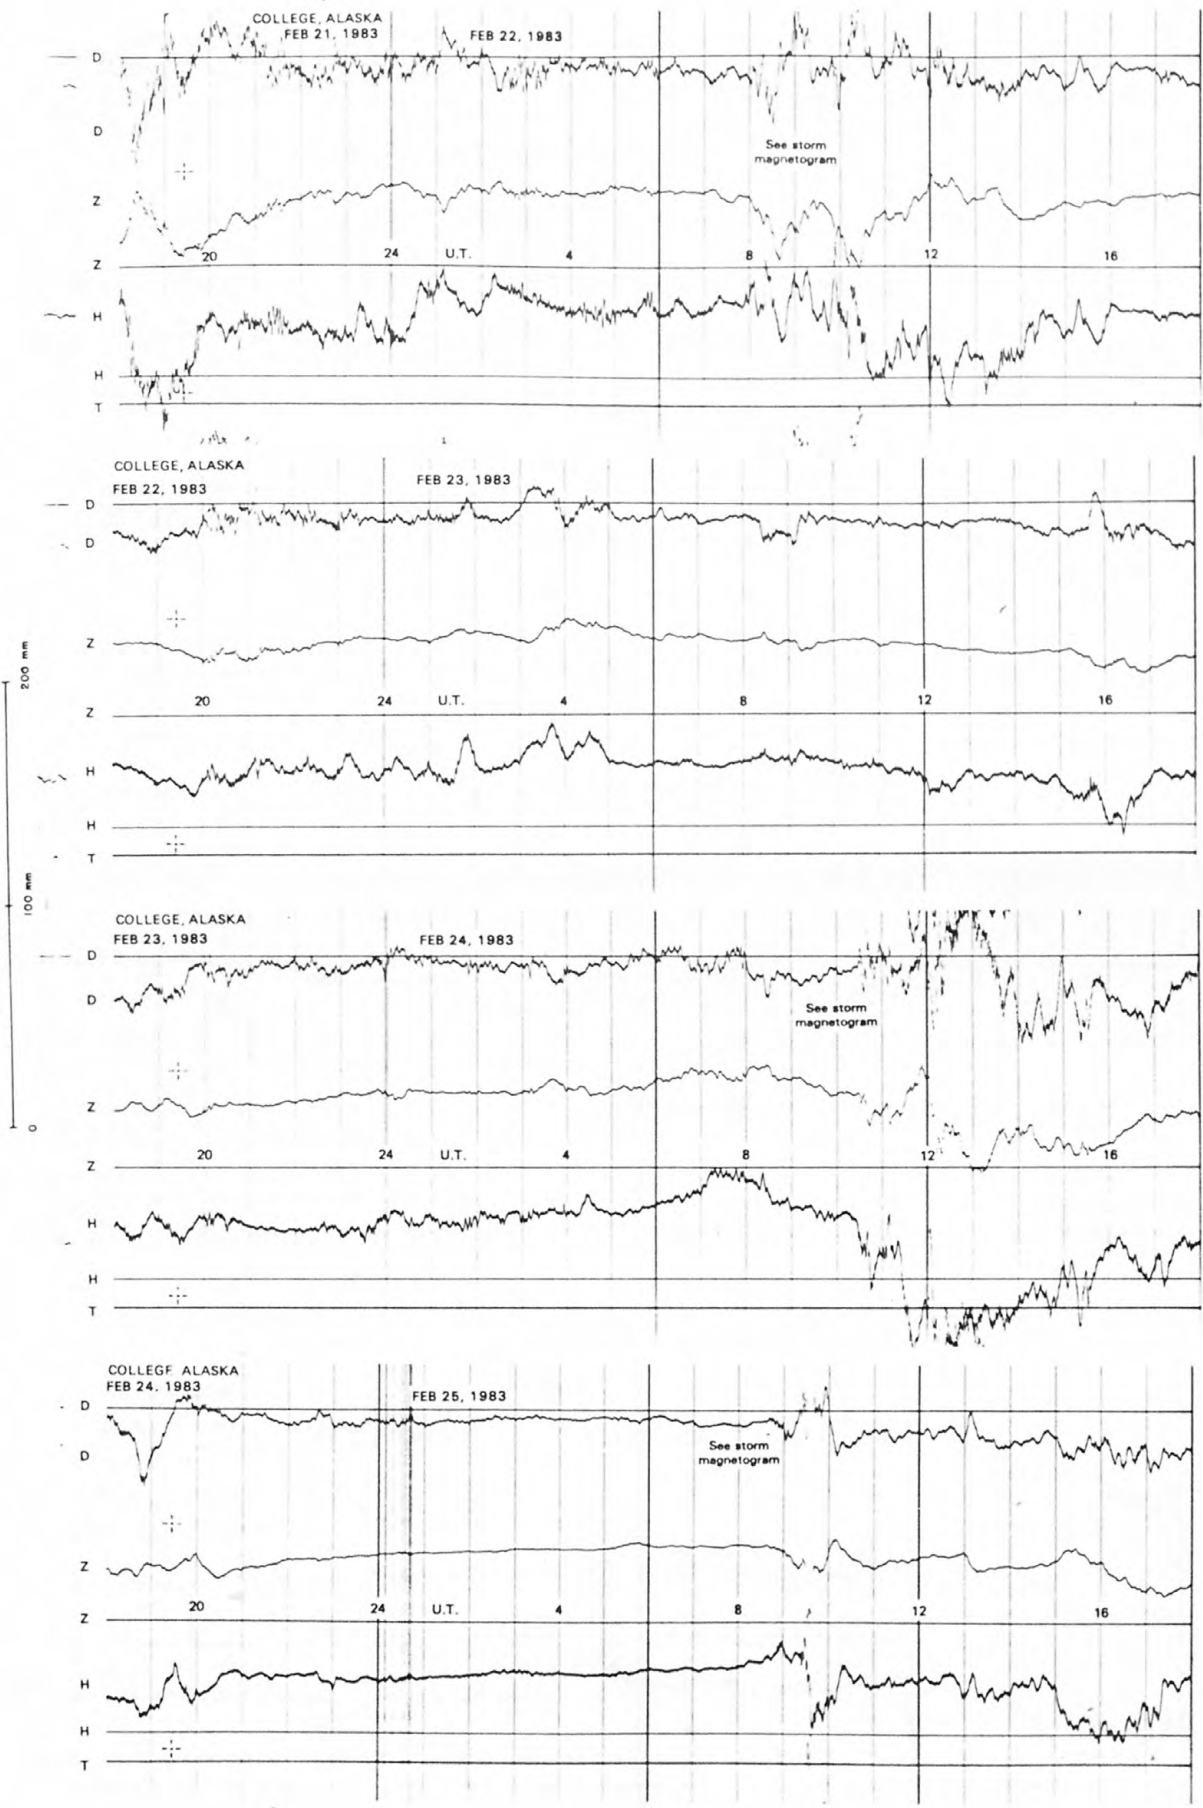 COLLEGE, ALASKA
FEB 21, 1983 FEB 22, 1983
D
D
See storm
magnetogram
Z
20 24 U.T. 4 8 12 16
Z
H
H
T
COLLEGE, ALASKA
FEB 22, 1983 FEB 23, 1983
D
D
Z
200 mm
20 24 U.T. 4 8 12 16
Z
H
H
T
100 mm
COLLEGE, ALASKA
FEB 23, 1983 FEB 24, 1983
D
D
See storm
magnetogram
Z
0
20 24 U.T. 4 8 12 16
Z
H
H
T
COLLEGE ALASKA
FEB 24, 1983 FEB 25, 1983
D
D
See storm
magnetogram
Z
20 24 U.T. 4 8 12 16
Z
H
H
T